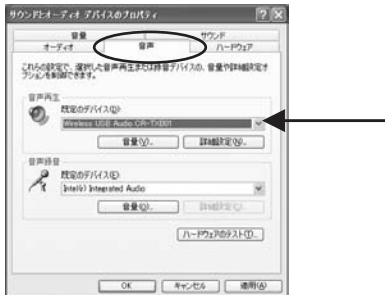 サウンドとオーディオ デバイスのプロパティ
音量
サウンド
オーディオ
音声
ハードウェア
これらの設定で、選択した音声再生または録音デバイスの、音量や詳細設定オ
プションを制御できます。
音声再生
既定のデバイス(D):
Wireless USB Audio CR-TXD01
音量(V)...
詳細設定(N)...
音声録音
既定のデバイス(E):
Intel(r) Integrated Audio
音量(O)...
詳細設定(C)...
ハードウェアのテスト(T)...
OK
キャンセル
適用(A)